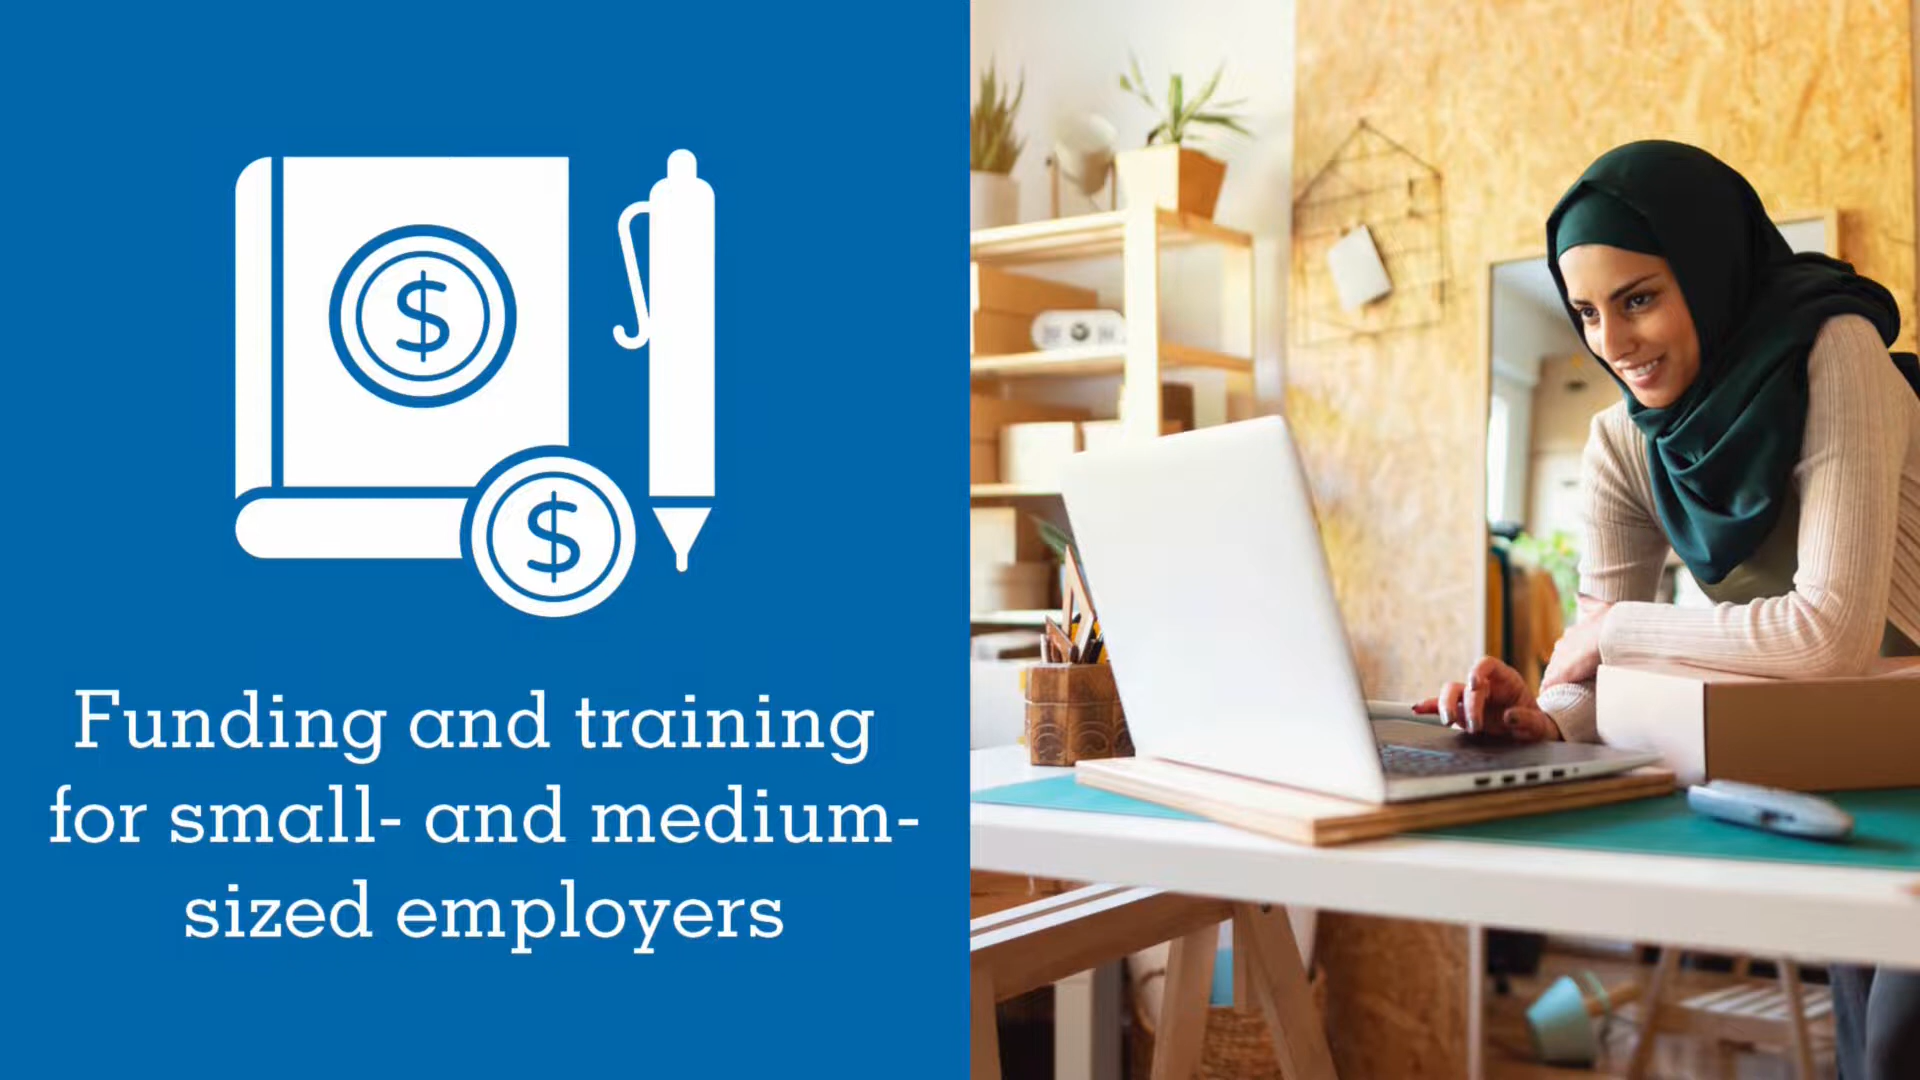 $
$
Funding and training
for small- and medium-
sized employers